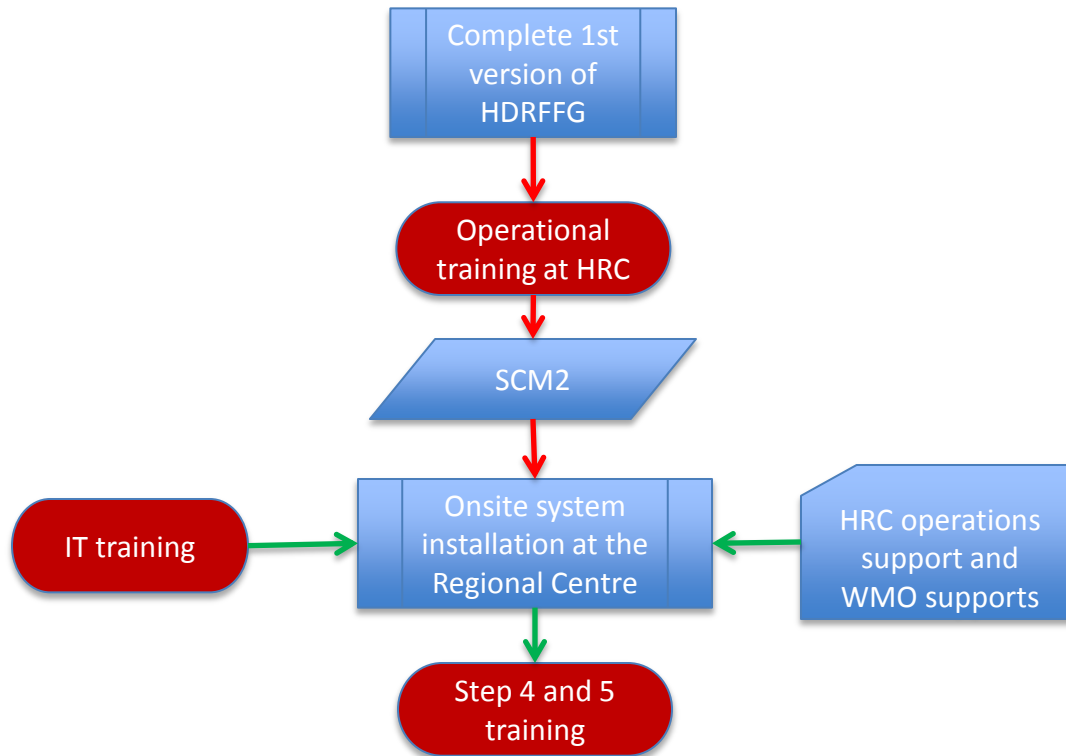 Complete 1st
version of
HDRFFG
Operational
training at HRC
SCM2
IT training
Onsite system
installation at the
Regional Centre
HRC operations
support and
WMO supports
Step 4 and 5
training